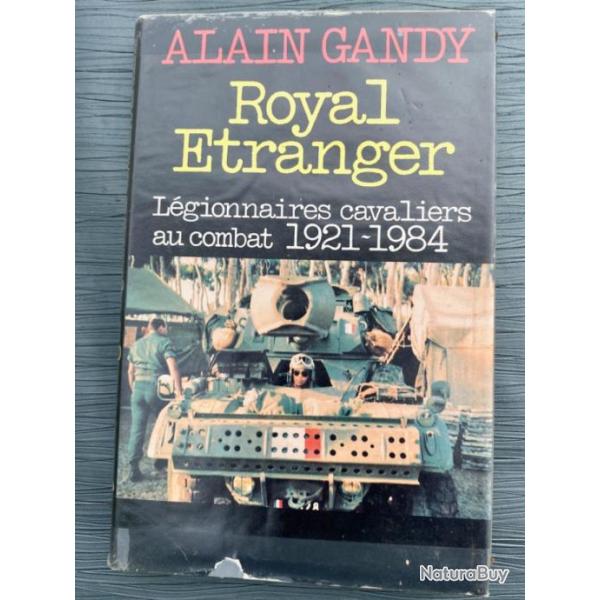 ALAIN GANDY
Royal
Etranger
Légionnaires cavaliers
au combat 1921-1984
NaturaBuy